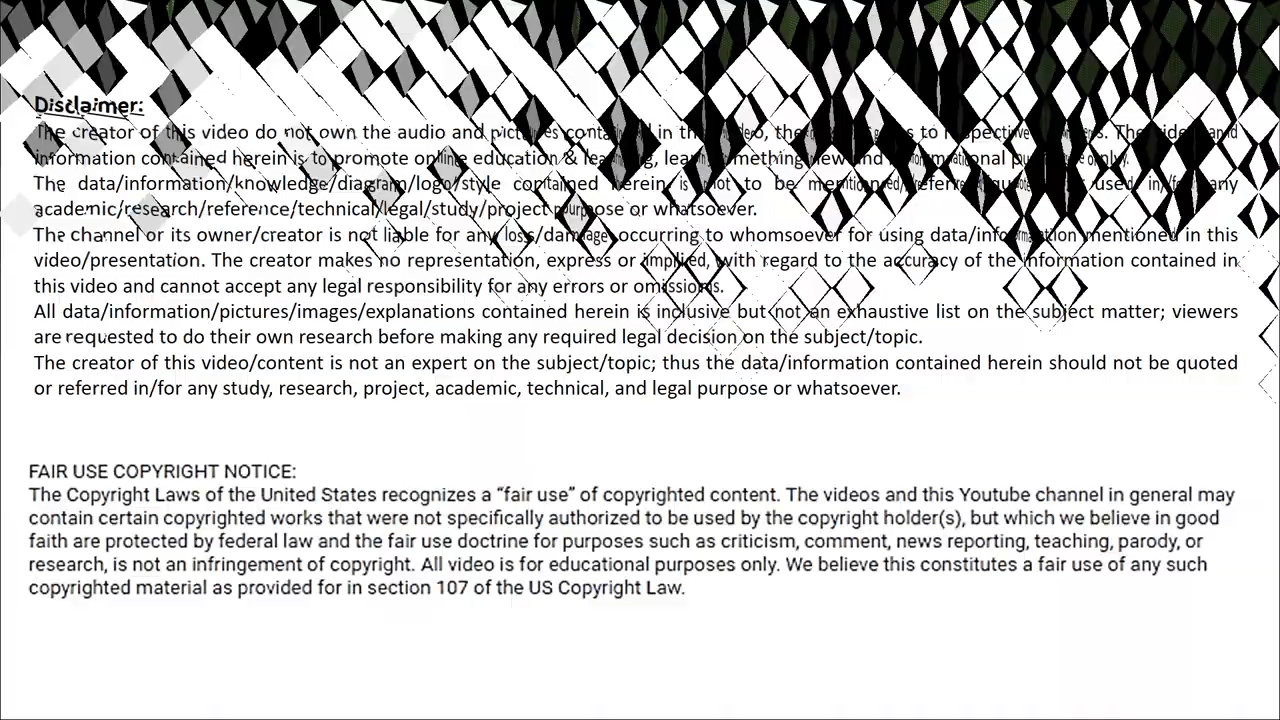 Disclaimer:
The creator of this video do not own the audio and pictures contained in the video, the to respective The video and
information contained herein is to promote online education & learning, learn something new and informational purpose only.
The data/information/knowledge/diagram/logo/style contained herein is not to be mentioned/referred/quoted used in/for any
academic/research/reference/technical/legal/study/project purpose or whatsoever.
The channel or its owner/creator is not liable for any loss/damage occurring to whomsoever for using data/information mentioned in this
video/presentation. The creator makes no representation, express or implied, with regard to the accuracy of the information contained in
this video and cannot accept any legal responsibility for any errors or omissions.
All data/information/pictures/images/explanations contained herein is inclusive but not an exhaustive list on the subject matter; viewers
are requested to do their own research before making any required legal decision on the subject/topic.
The creator of this video/content is not an expert on the subject/topic; thus the data/information contained herein should not be quoted
or referred in/for any study, research, project, academic, technical, and legal purpose or whatsoever.
FAIR USE COPYRIGHT NOTICE:
The Copyright Laws of the United States recognizes a “fair use” of copyrighted content. The videos and this Youtube channel in general may
contain certain copyrighted works that were not specifically authorized to be used by the copyright holder(s), but which we believe in good
faith are protected by federal law and the fair use doctrine for purposes such as criticism, comment, news reporting, teaching, parody, or
research, is not an infringement of copyright. All video is for educational purposes only. We believe this constitutes a fair use of any such
copyrighted material as provided for in section 107 of the US Copyright Law.